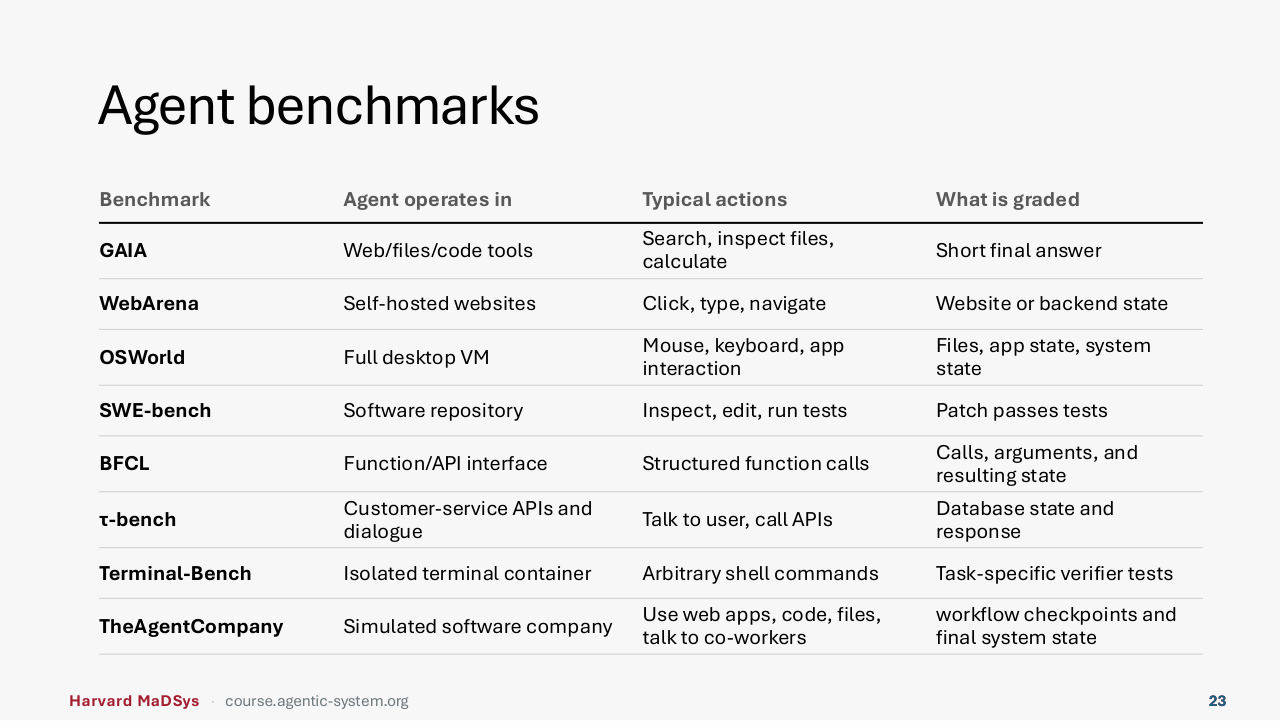 Agent benchmarks
Benchmark Agent operates in Typical actions What is graded
GAIA Web/files/code tools Search, inspect files, calculate Short final answer
WebArena Self-hosted websites Click, type, navigate Website or backend state
OSWorld Full desktop VM Mouse, keyboard, app interaction Files, app state, system state
SWE-bench Software repository Inspect, edit, run tests Patch passes tests
BFCL Function/API interface Structured function calls Calls, arguments, and resulting state
τ-bench Customer-service APIs and dialogue Talk to user, call APIs Database state and response
Terminal-Bench Isolated terminal container Arbitrary shell commands Task-specific verifier tests
TheAgentCompany Simulated software company Use web apps, code, files, talk to co-workers workflow checkpoints and final system state
Harvard MaDSys · course.agentic-system.org 23